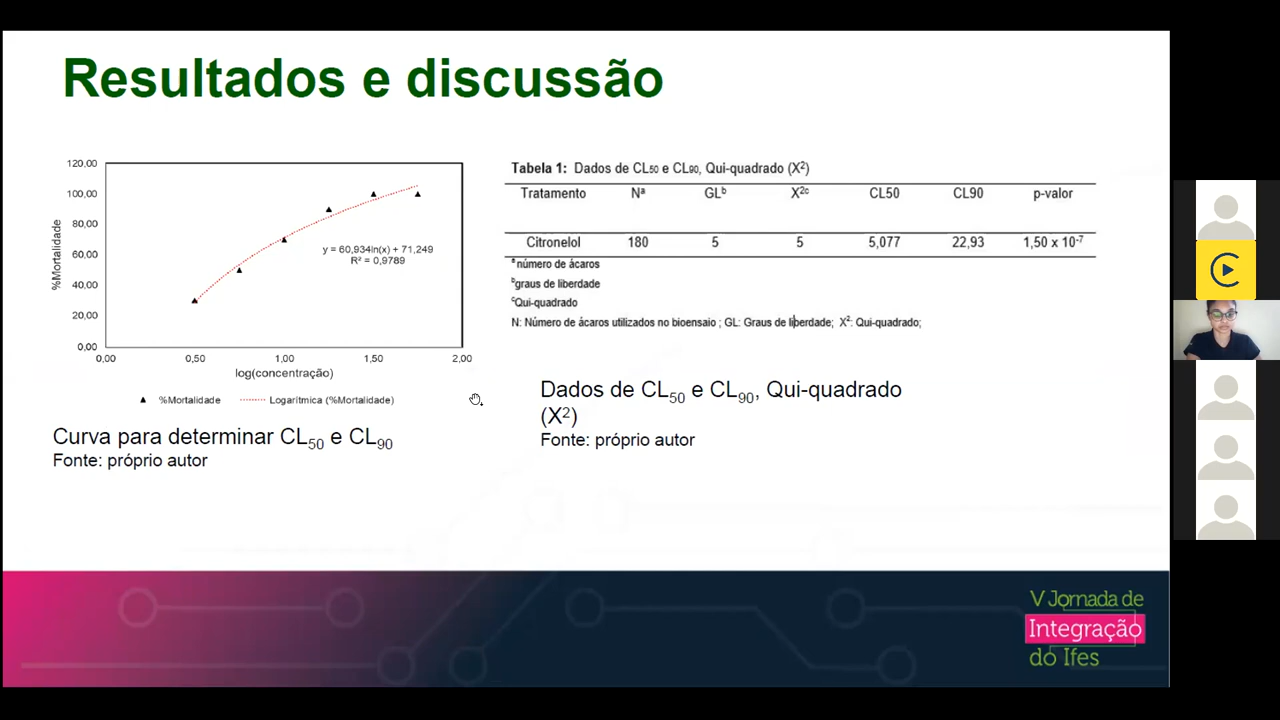 Resultados e discussão
120,00
100,00
80,00
60,00
40,00
20,00
0,00
%Mortalidade
y = 60,934ln(x) + 71,249
R² = 0,9789
0,00 0,50 1,00 1,50 2,00
log(concentração)
%Mortalidade Logarítmica (%Mortalidade)
Curva para determinar CL50 e CL90
Fonte: próprio autor
Tabela 1: Dados de CL50 e CL90, Qui-quadrado (X²)
Tratamento Nª GLᵇ X²ᶜ CL50 CL90 p-valor
Citronelol 180 5 5 5,077 22,93 1,50 x 10⁻⁷
ª número de ácaros
ᵇgraus de liberdade
ᶜQui-quadrado
N: Número de ácaros utilizados no bioensaio ; GL: Graus de liberdade; X²: Qui-quadrado;
Dados de CL50 e CL90, Qui-quadrado
(X²)
Fonte: próprio autor
V Jornada de
Integração
do Ifes